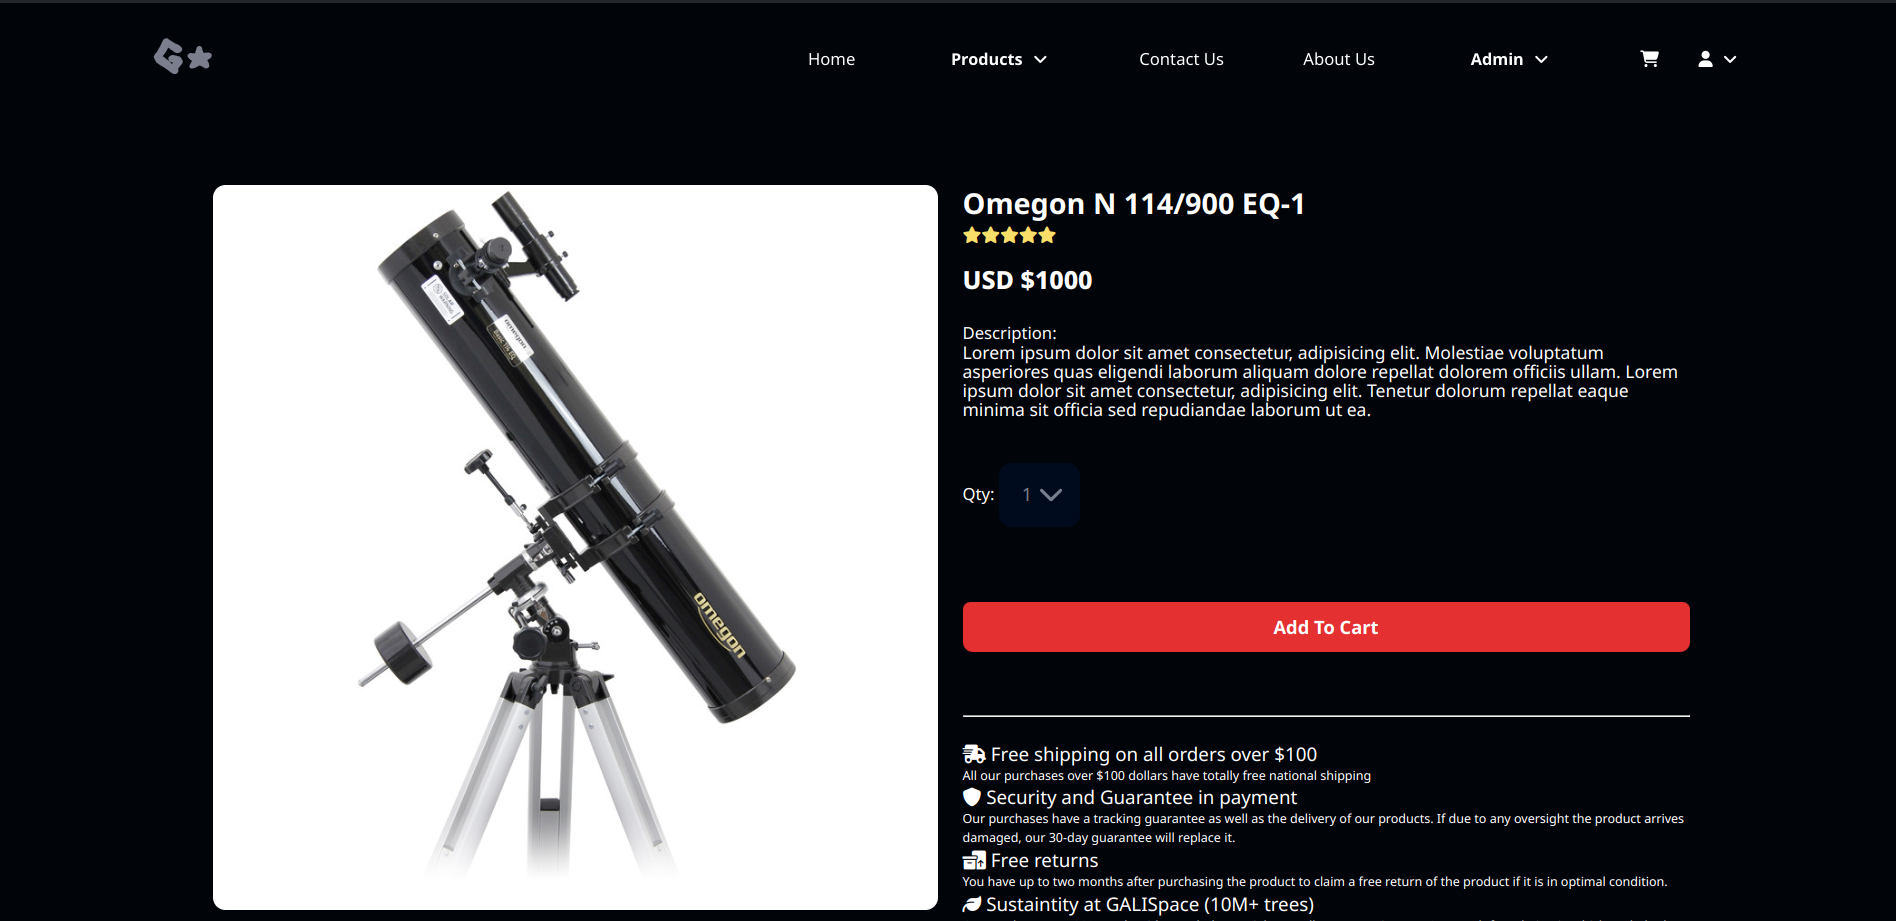 Home
Products
Contact Us
About Us
Admin
omegon
omegon
Omegon N 114/900 EQ-1
USD $1000
Description:
Lorem ipsum dolor sit amet consectetur, adipisicing elit. Molestiae voluptatum
asperiores quas eligendi laborum aliquam dolore repellat dolorem officiis ullam. Lorem
ipsum dolor sit amet consectetur, adipisicing elit. Tenetur dolorum repellat eaque
minima sit officia sed repudiandae laborum ut ea.
Qty: 1
Add To Cart
Free shipping on all orders over $100
All our purchases over $100 dollars have totally free national shipping
Security and Guarantee in payment
Our purchases have a tracking guarantee as well as the delivery of our products. If due to any oversight the product arrives
damaged, our 30-day guarantee will replace it.
Free returns
You have up to two months after purchasing the product to claim a free return of the product if it is in optimal condition.
Sustaintity at GALISpace (10M+ trees)